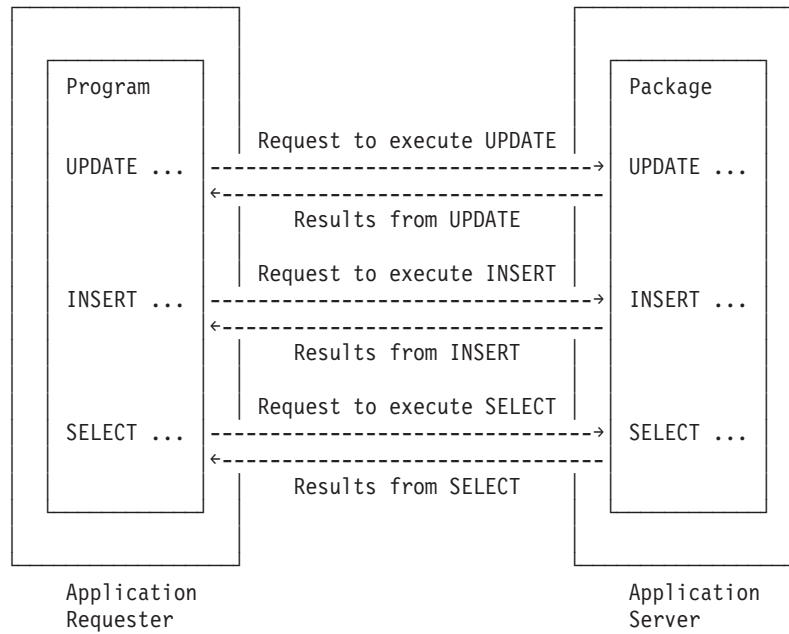 Program Package
Request to execute UPDATE
UPDATE ... UPDATE ...
Results from UPDATE
Request to execute INSERT
INSERT ... INSERT ...
Results from INSERT
Request to execute SELECT
SELECT ... SELECT ...
Results from SELECT
Application Application
Requester Server